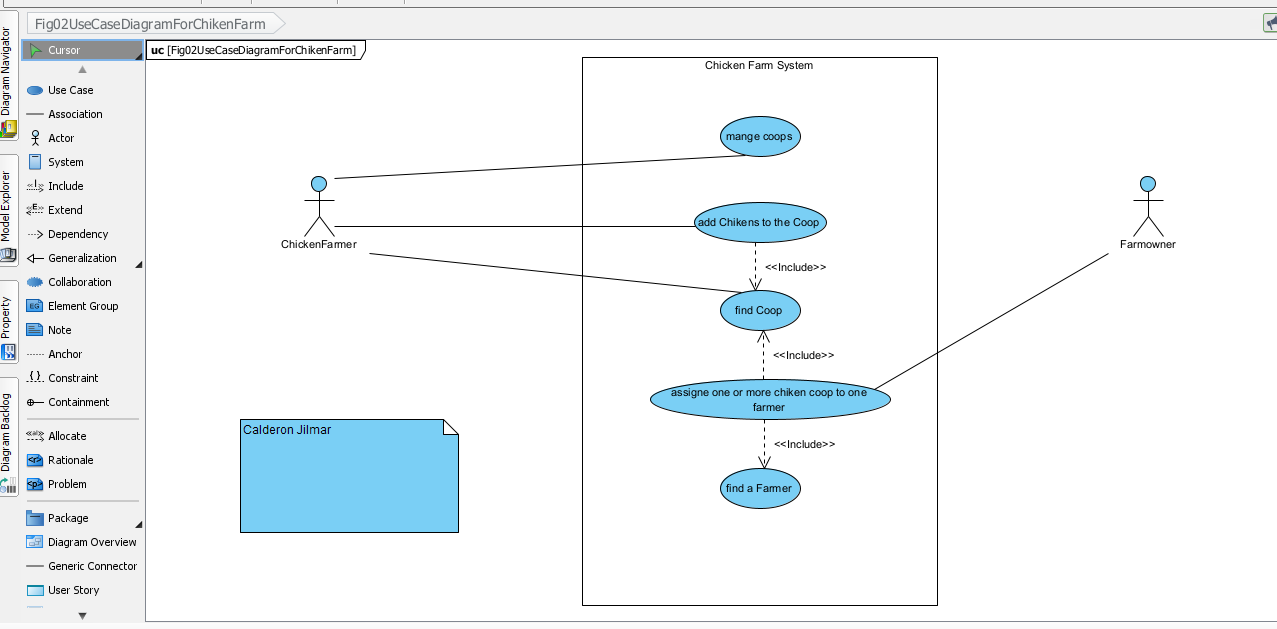 Fig02UseCaseDiagramForChikenFarm
Diagram Navigator
Model Explorer
Property
Diagram Backlog
Cursor
Use Case
Association
Actor
System
Include
Extend
Dependency
Generalization
Collaboration
Element Group
Note
Anchor
Constraint
Containment
Allocate
Rationale
Problem
Package
Diagram Overview
Generic Connector
User Story
uc [Fig02UseCaseDiagramForChikenFarm]
Chicken Farm System
mange coops
ChickenFarmer
add Chikens to the Coop
Farmowner
<<Include>>
find Coop
<<Include>>
assigne one or more chiken coop to one
farmer
Calderon Jilmar
<<Include>>
find a Farmer